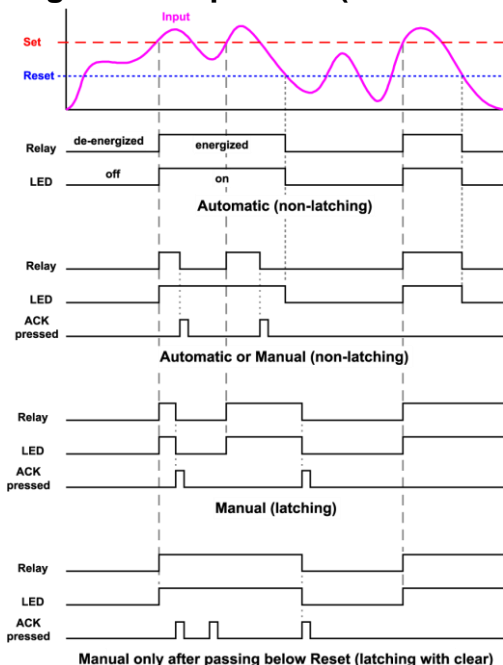 Input
Set
Reset
de-energized energized
Relay
off on
LED
Automatic (non-latching)
Relay
LED
ACK
pressed
Automatic or Manual (non-latching)
Relay
LED
ACK
pressed
Manual (latching)
Relay
LED
ACK
pressed
Manual only after passing below Reset (latching with clear)